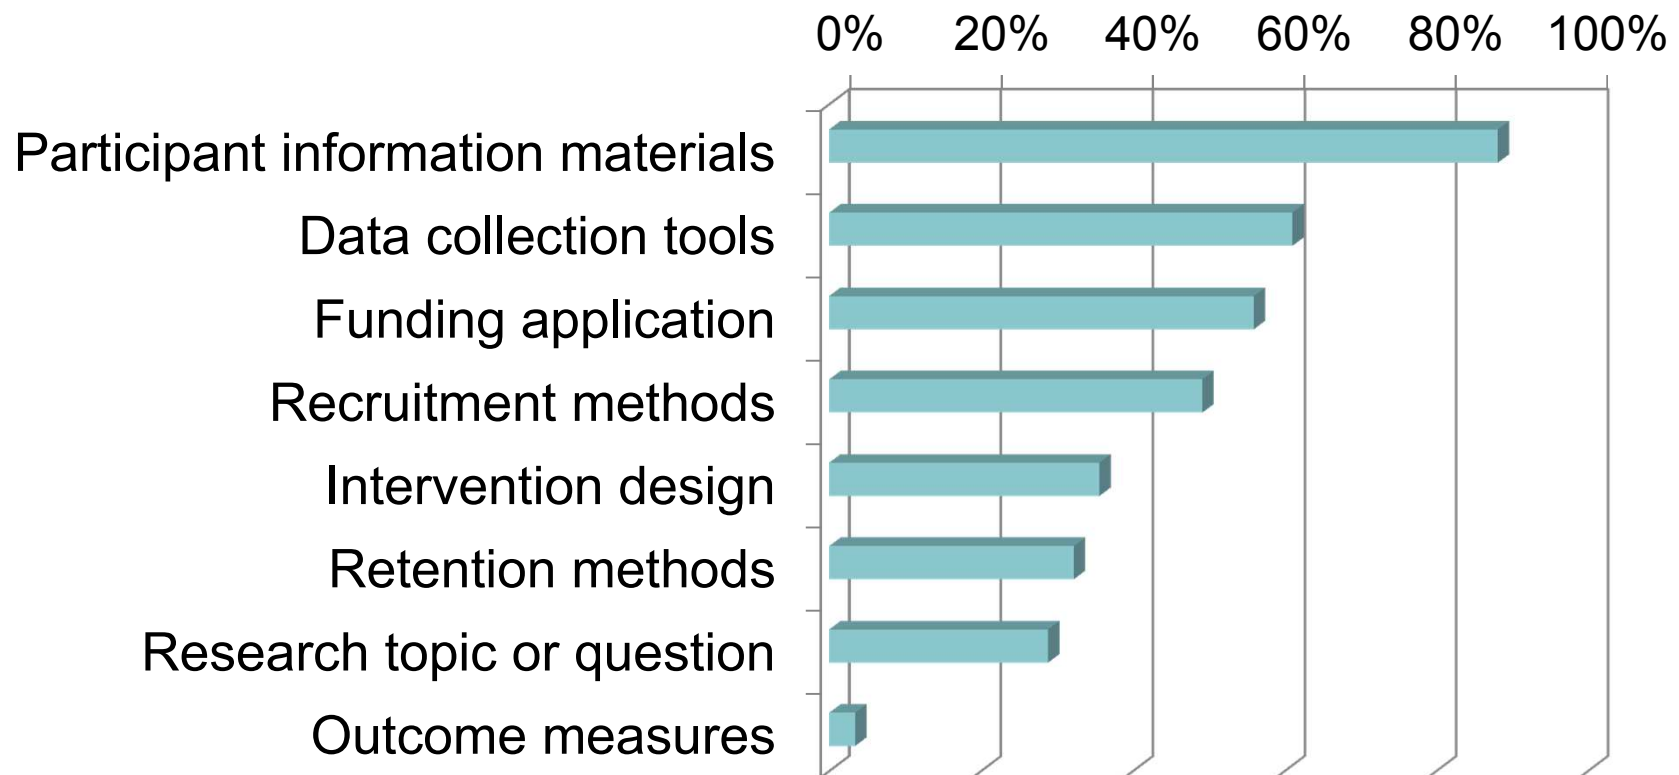 0% 20% 40% 60% 80% 100%
Participant information materials
Data collection tools
Funding application
Recruitment methods
Intervention design
Retention methods
Research topic or question
Outcome measures